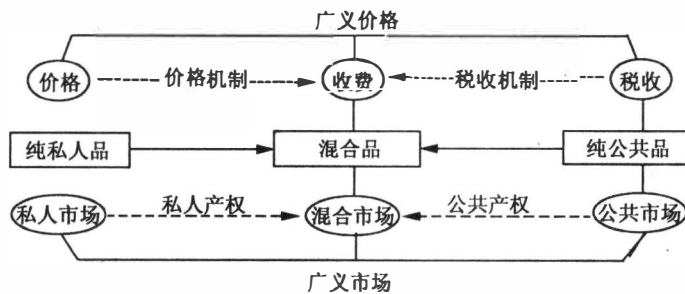 广义价格
价格 价格机制 收费 税收机制 税收
纯私人品 混合品 纯公共品
私人市场 私人产权 混合市场 公共产权 公共市场
广义市场